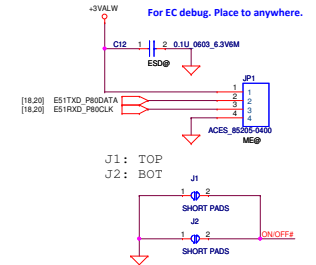 +3VALW
For EC debug. Place to anywhere.
C12 1 2 0.1U_0603_6.3V6M
ESD@
JP1
1 1
[18,20] E51TXD_P80DATA 2 2
[18,20] E51RXD_P80CLK 3 3
4 4
ACES_85205-0400
ME@
J1: TOP
J2: BOT
J1
1 2
SHORT PADS
J2
1 2
ON/OFF#
SHORT PADS